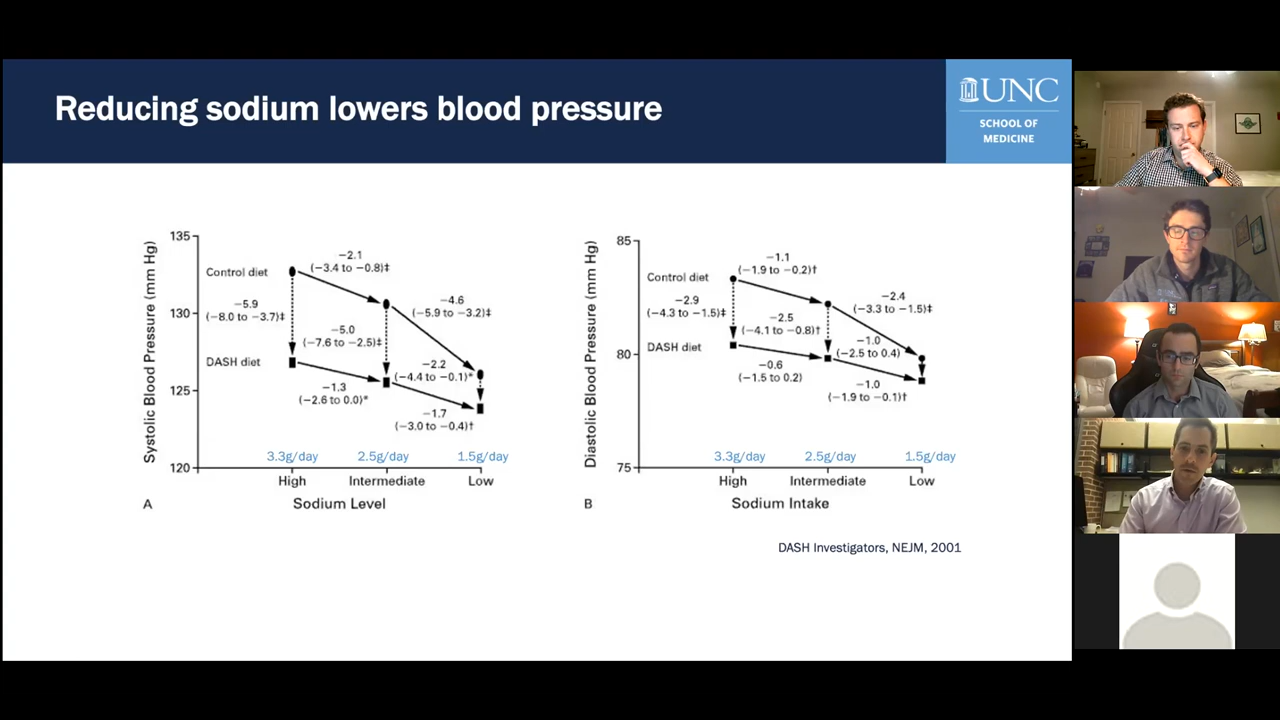 Reducing sodium lowers blood pressure
UNC
SCHOOL OF
MEDICINE
Systolic Blood Pressure (mm Hg)
135
130
125
120
Control diet
−2.1
(−3.4 to −0.8)‡
−5.9
(−8.0 to −3.7)‡
−4.6
(−5.9 to −3.2)‡
−5.0
(−7.6 to −2.5)‡
DASH diet
−2.2
(−4.4 to −0.1)*
−1.3
(−2.6 to 0.0)*
−1.7
(−3.0 to −0.4)†
3.3g/day
2.5g/day
1.5g/day
High
Intermediate
Low
A
Sodium Level
Diastolic Blood Pressure (mm Hg)
85
80
75
Control diet
−1.1
(−1.9 to −0.2)†
−2.9
(−4.3 to −1.5)‡
−2.4
(−3.3 to −1.5)‡
−2.5
(−4.1 to −0.8)†
DASH diet
−1.0
(−2.5 to 0.4)
−0.6
(−1.5 to 0.2)
−1.0
(−1.9 to −0.1)†
3.3g/day
2.5g/day
1.5g/day
High
Intermediate
Low
B
Sodium Intake
DASH Investigators, NEJM, 2001